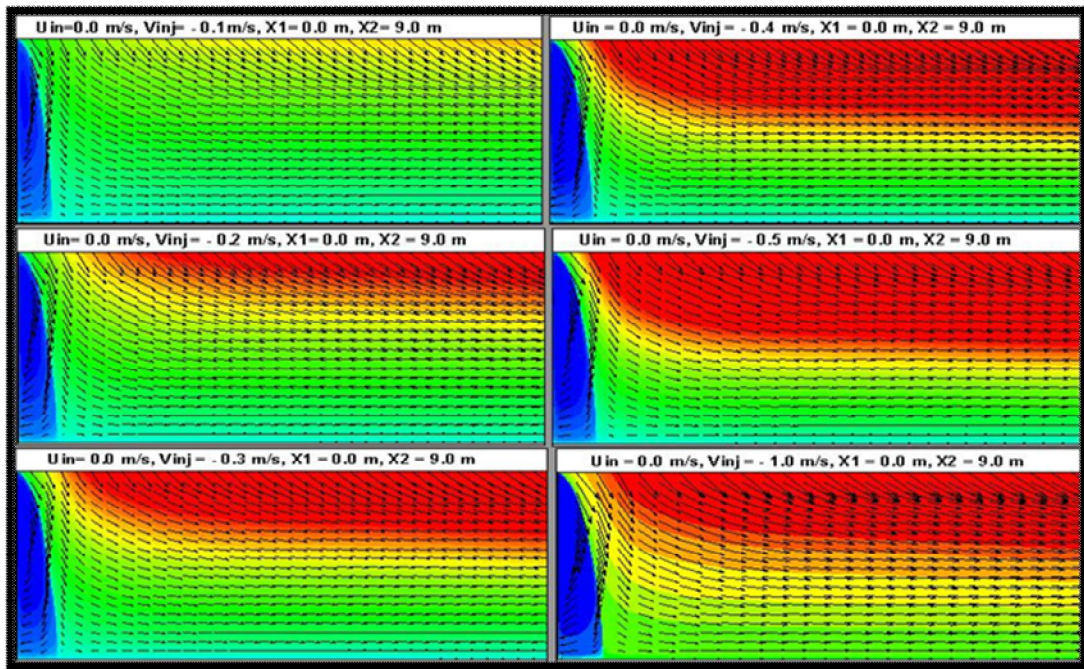 Uin=0.0 m/s, Vinj= - 0.1m/s, X1=0.0 m, X2= 9.0 m
Uin = 0.0 m/s, Vinj = - 0.4 m/s, X1 = 0.0 m, X2 = 9.0 m
Uin= 0.0 m/s, Vinj= - 0.2 m/s, X1= 0.0 m, X2 = 9.0 m
Uin = 0.0 m/s, Vinj = - 0.5 m/s, X1 = 0.0 m, X2 = 9.0 m
Uin= 0.0 m/s, Vinj = - 0.3 m/s, X1 = 0.0 m, X2 = 9.0 m
Uin = 0.0 m/s, Vinj = - 1.0 m/s, X1 = 0.0 m, X2 = 9.0 m